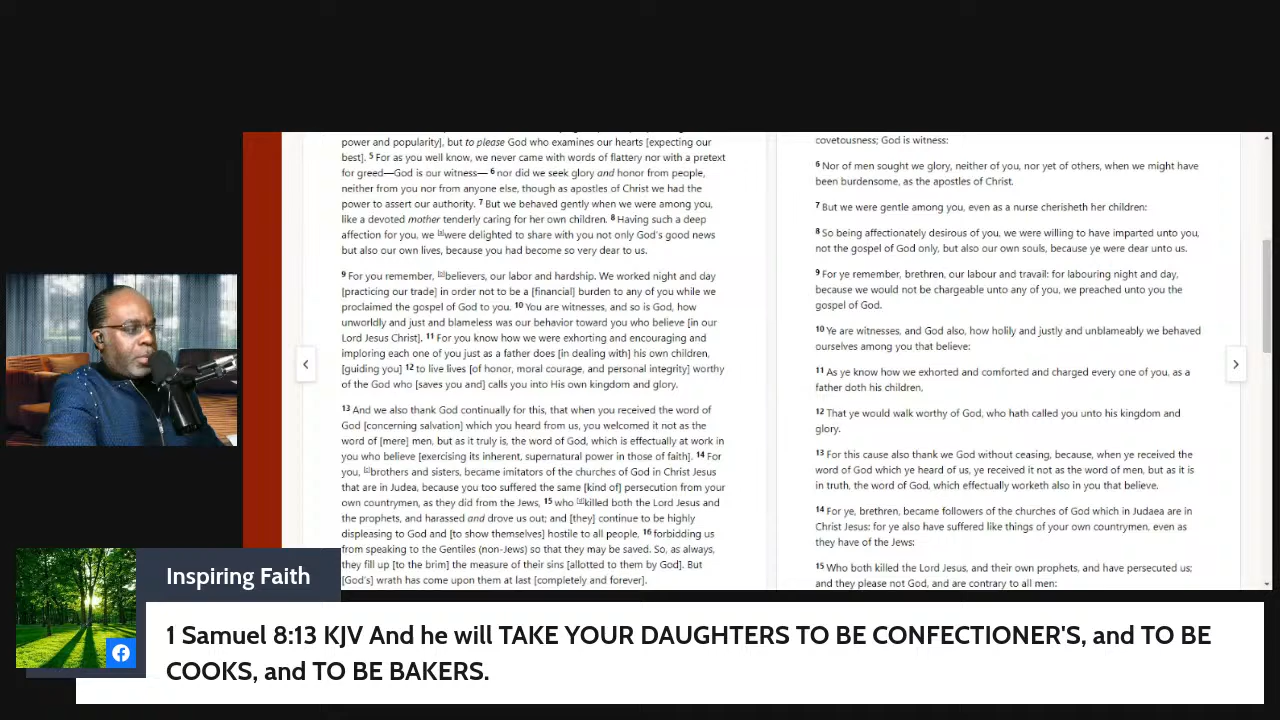 power and popularity], but to please God who examines our hearts [expecting our
best]. 5 For as you well know, we never came with words of flattery nor with a pretext
for greed—God is our witness— 6 nor did we seek glory and honor from people,
neither from you nor from anyone else, though as apostles of Christ we had the
power to assert our authority. 7 But we behaved gently when we were among you,
like a devoted mother tenderly caring for her own children. 8 Having such a deep
affection for you, we were delighted to share with you not only God's good news
but also our own lives, because you had become so very dear to us.
9 For you remember, believers, our labor and hardship. We worked night and day
[practicing our trade] in order not to be a [financial] burden to any of you while we
proclaimed the gospel of God to you. 10 You are witnesses, and so is God, how
unworldly and just and blameless was our behavior toward you who believe [in our
Lord Jesus Christ]. 11 For you know how we were exhorting and encouraging and
imploring each one of you just as a father does [in dealing with] his own children,
[guiding you] 12 to live lives [of honor, moral courage, and personal integrity] worthy
of the God who [saves you and] calls you into His own kingdom and glory.
13 And we also thank God continually for this, that when you received the word of
God [concerning salvation] which you heard from us, you welcomed it not as the
word of [mere] men, but as it truly is, the word of God, which is effectually at work in
you who believe [exercising its inherent, supernatural power in those of faith]. 14 For
you, brothers and sisters, became imitators of the churches of God in Christ Jesus
that are in Judea, because you too suffered the same [kind of] persecution from your
own countrymen, as they did from the Jews, 15 who killed both the Lord Jesus and
the prophets, and harassed and drove us out; and [they] continue to be highly
displeasing to God and [to show themselves] hostile to all people, 16 forbidding us
from speaking to the Gentiles (non-Jews) so that they may be saved. So, as always,
they fill up [to the brim] the measure of their sins [allotted to them by God]. But
[God's] wrath has come upon them at last [completely and forever].
covetousness; God is witness:
6 Nor of men sought we glory, neither of you, nor yet of others, when we might have
been burdensome, as the apostles of Christ.
7 But we were gentle among you, even as a nurse cherisheth her children:
8 So being affectionately desirous of you, we were willing to have imparted unto you,
not the gospel of God only, but also our own souls, because ye were dear unto us.
9 For ye remember, brethren, our labour and travail: for labouring night and day,
because we would not be chargeable unto any of you, we preached unto you the
gospel of God.
10 Ye are witnesses, and God also, how holily and justly and unblameably we behaved
ourselves among you that believe:
11 As ye know how we exhorted and comforted and charged every one of you, as a
father doth his children,
12 That ye would walk worthy of God, who hath called you unto his kingdom and
glory.
13 For this cause also thank we God without ceasing, because, when ye received the
word of God which ye heard of us, ye received it not as the word of men, but as it is
in truth, the word of God, which effectually worketh also in you that believe.
14 For ye, brethren, became followers of the churches of God which in Judaea are in
Christ Jesus: for ye also have suffered like things of your own countrymen, even as
they have of the Jews:
15 Who both killed the Lord Jesus, and their own prophets, and have persecuted us;
and they please not God, and are contrary to all men:
Inspiring Faith
1 Samuel 8:13 KJV And he will TAKE YOUR DAUGHTERS TO BE CONFECTIONER'S, and TO BE
COOKS, and TO BE BAKERS.